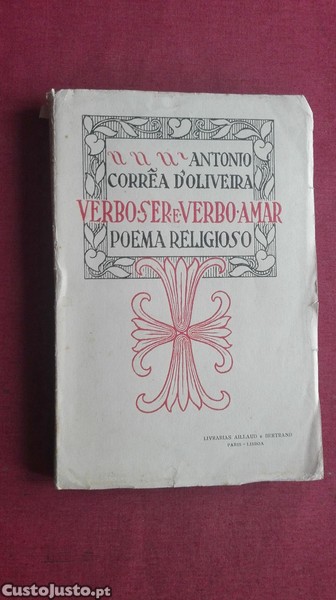 ANTONIO
CORRÊA D'OLIVEIRA
VERBO·SER·E·VERBO·AMAR
POEMA RELIGIOSO
LIVRARIAS AILLAUD e BERTRAND
PARIS - LISBOA
CustoJusto.pt